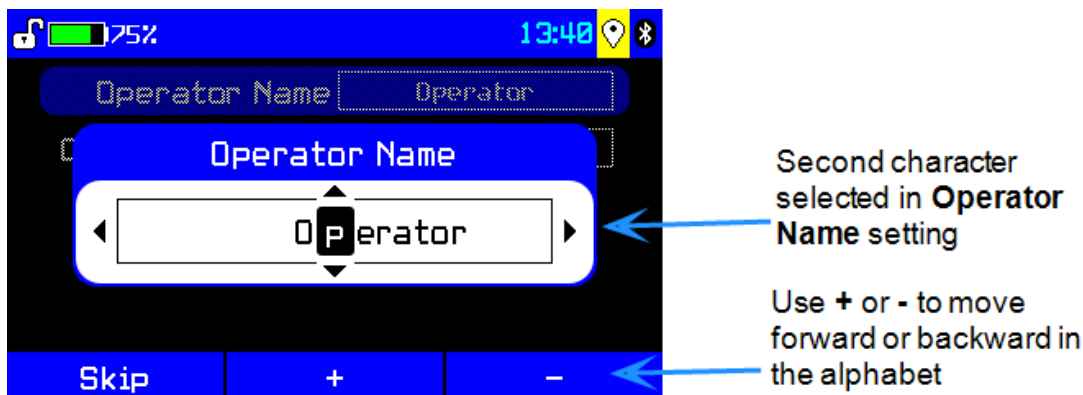 75% 13:40
Operator Name Operator
C
Operator Name
Operator
Skip + -
Second character
selected in Operator
Name setting
Use + or - to move
forward or backward in
the alphabet